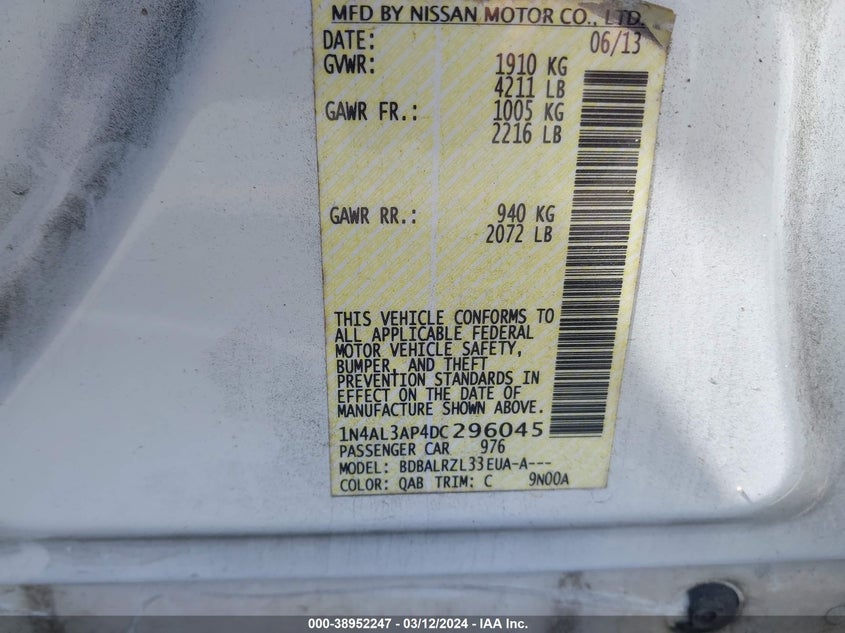 MFD BY NISSAN MOTOR CO., LTD.
DATE: 06/13
GVWR: 1910 KG
4211 LB
GAWR FR.: 1005 KG
2216 LB
GAWR RR.: 940 KG
2072 LB
THIS VEHICLE CONFORMS TO
ALL APPLICABLE FEDERAL
MOTOR VEHICLE SAFETY,
BUMPER, AND THEFT
PREVENTION STANDARDS IN
EFFECT ON THE DATE OF
MANUFACTURE SHOWN ABOVE.
1N4AL3AP4DC296045
PASSENGER CAR 976
MODEL: BDBALRZL33EUA-A---
COLOR: QAB TRIM: C 9N00A
000-38952247 - 03/12/2024 - IAA Inc.